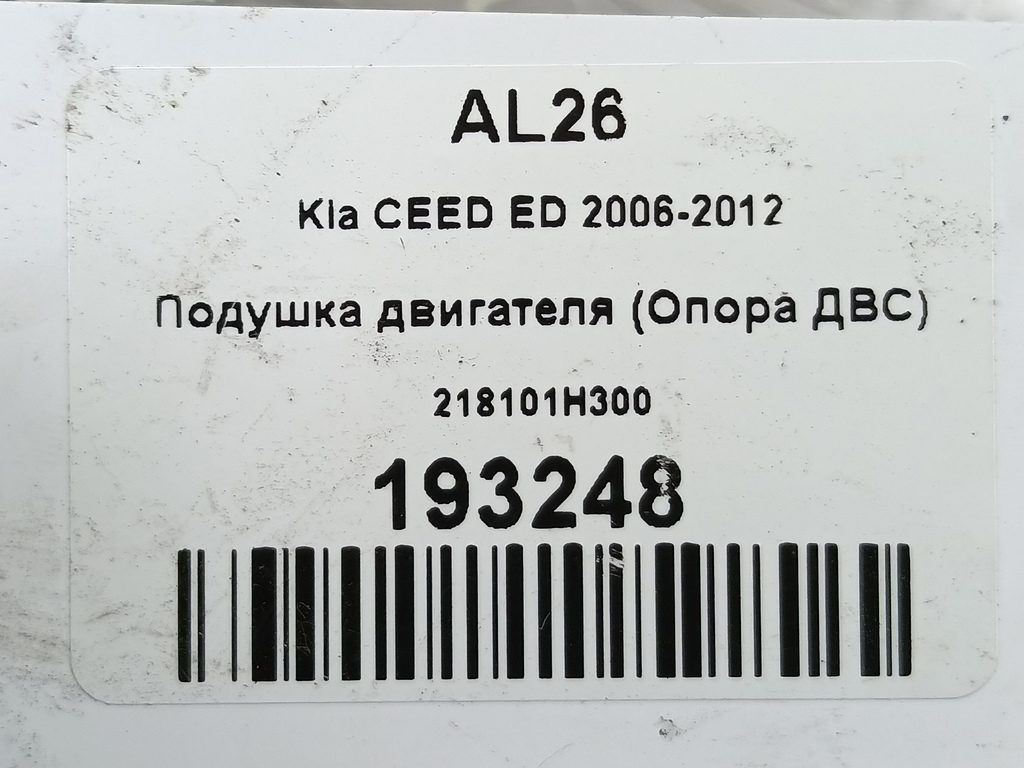 AL26
Kia CEED ED 2006-2012
Подушка двигателя (Опора ДВС)
218101H300
193248